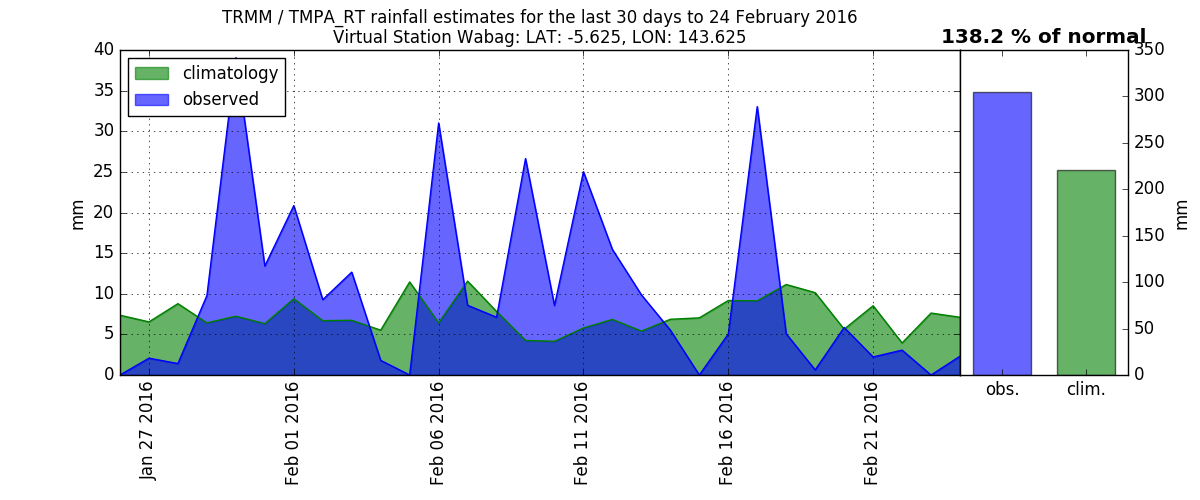 TRMM / TMPA_RT rainfall estimates for the last 30 days to 24 February 2016
Virtual Station Wabag: LAT: -5.625, LON: 143.625
138.2 % of normal
climatology
observed
40
35
30
25
20
15
10
5
0
mm
Jan 27 2016
Feb 01 2016
Feb 06 2016
Feb 11 2016
Feb 16 2016
Feb 21 2016
350
300
250
200
150
100
50
0
mm
obs.
clim.